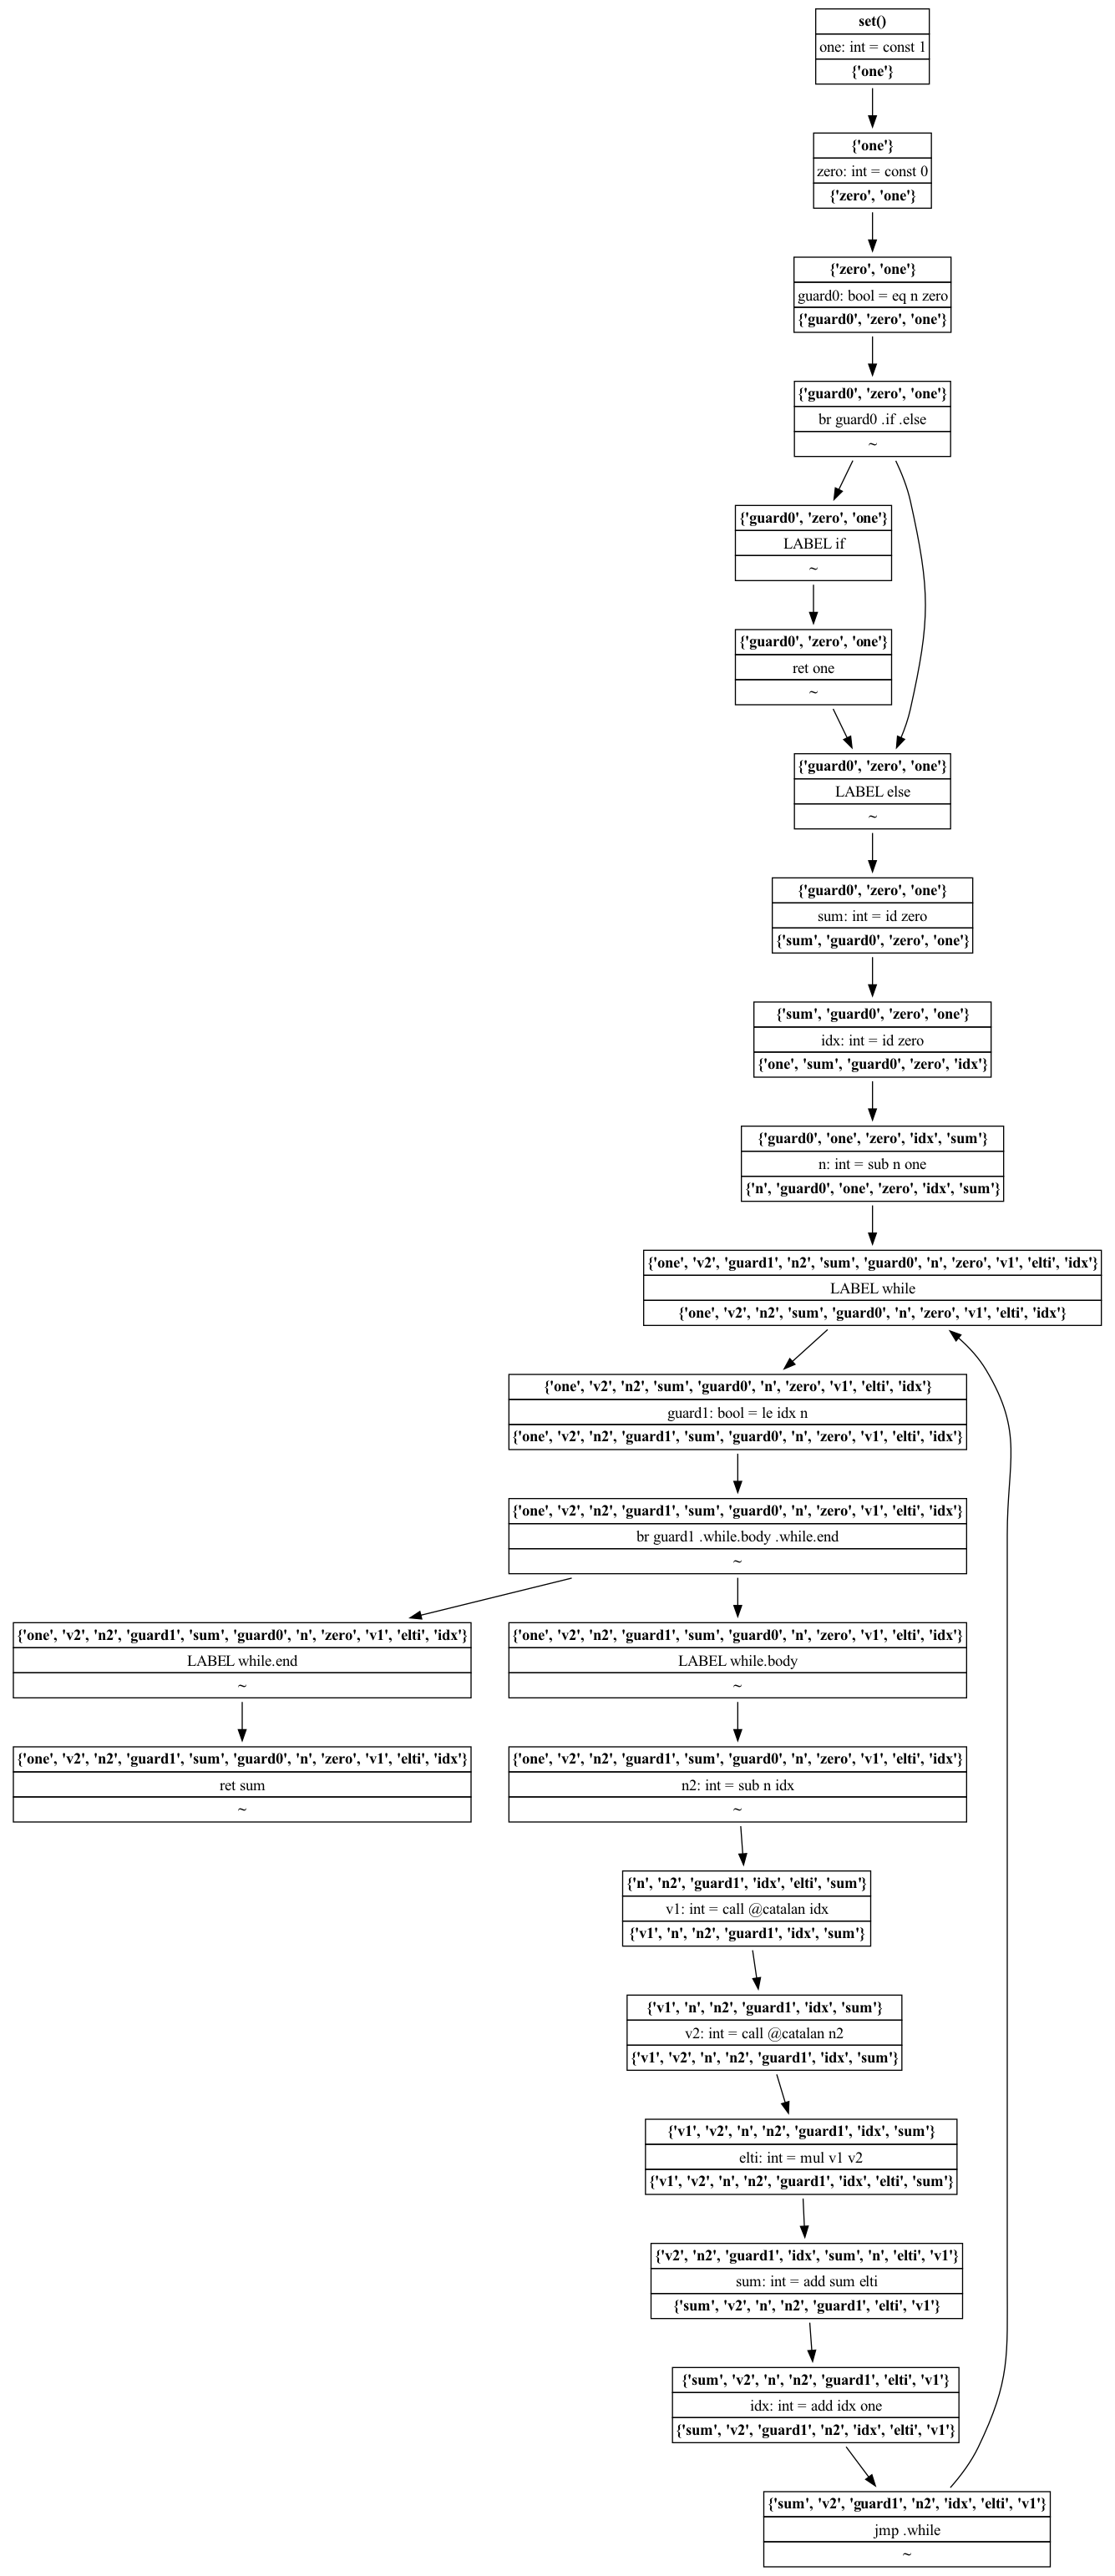 set()
one: int = const 1
{'one'}
{'one'}
zero: int = const 0
{'zero', 'one'}
{'zero', 'one'}
guard0: bool = eq n zero
{'guard0', 'zero', 'one'}
{'guard0', 'zero', 'one'}
br guard0 .if .else
~
{'guard0', 'zero', 'one'}
LABEL if
~
{'guard0', 'zero', 'one'}
ret one
~
{'guard0', 'zero', 'one'}
LABEL else
~
{'guard0', 'zero', 'one'}
sum: int = id zero
{'sum', 'guard0', 'zero', 'one'}
{'sum', 'guard0', 'zero', 'one'}
idx: int = id zero
{'one', 'sum', 'guard0', 'zero', 'idx'}
{'guard0', 'one', 'zero', 'idx', 'sum'}
n: int = sub n one
{'n', 'guard0', 'one', 'zero', 'idx', 'sum'}
{'one', 'v2', 'guard1', 'n2', 'sum', 'guard0', 'n', 'zero', 'v1', 'elti', 'idx'}
LABEL while
{'one', 'v2', 'n2', 'sum', 'guard0', 'n', 'zero', 'v1', 'elti', 'idx'}
{'one', 'v2', 'n2', 'sum', 'guard0', 'n', 'zero', 'v1', 'elti', 'idx'}
guard1: bool = le idx n
{'one', 'v2', 'n2', 'guard1', 'sum', 'guard0', 'n', 'zero', 'v1', 'elti', 'idx'}
{'one', 'v2', 'n2', 'guard1', 'sum', 'guard0', 'n', 'zero', 'v1', 'elti', 'idx'}
br guard1 .while.body .while.end
~
{'one', 'v2', 'n2', 'guard1', 'sum', 'guard0', 'n', 'zero', 'v1', 'elti', 'idx'}
LABEL while.end
~
{'one', 'v2', 'n2', 'guard1', 'sum', 'guard0', 'n', 'zero', 'v1', 'elti', 'idx'}
ret sum
~
{'one', 'v2', 'n2', 'guard1', 'sum', 'guard0', 'n', 'zero', 'v1', 'elti', 'idx'}
LABEL while.body
~
{'one', 'v2', 'n2', 'guard1', 'sum', 'guard0', 'n', 'zero', 'v1', 'elti', 'idx'}
n2: int = sub n idx
~
{'n', 'n2', 'guard1', 'idx', 'elti', 'sum'}
v1: int = call @catalan idx
{'v1', 'n', 'n2', 'guard1', 'idx', 'sum'}
{'v1', 'n', 'n2', 'guard1', 'idx', 'sum'}
v2: int = call @catalan n2
{'v1', 'v2', 'n', 'n2', 'guard1', 'idx', 'sum'}
{'v1', 'v2', 'n', 'n2', 'guard1', 'idx', 'sum'}
elti: int = mul v1 v2
{'v1', 'v2', 'n', 'n2', 'guard1', 'idx', 'elti', 'sum'}
{'v2', 'n2', 'guard1', 'idx', 'sum', 'n', 'elti', 'v1'}
sum: int = add sum elti
{'sum', 'v2', 'n', 'n2', 'guard1', 'elti', 'v1'}
{'sum', 'v2', 'n', 'n2', 'guard1', 'elti', 'v1'}
idx: int = add idx one
{'sum', 'v2', 'guard1', 'n2', 'idx', 'elti', 'v1'}
{'sum', 'v2', 'guard1', 'n2', 'idx', 'elti', 'v1'}
jmp .while
~